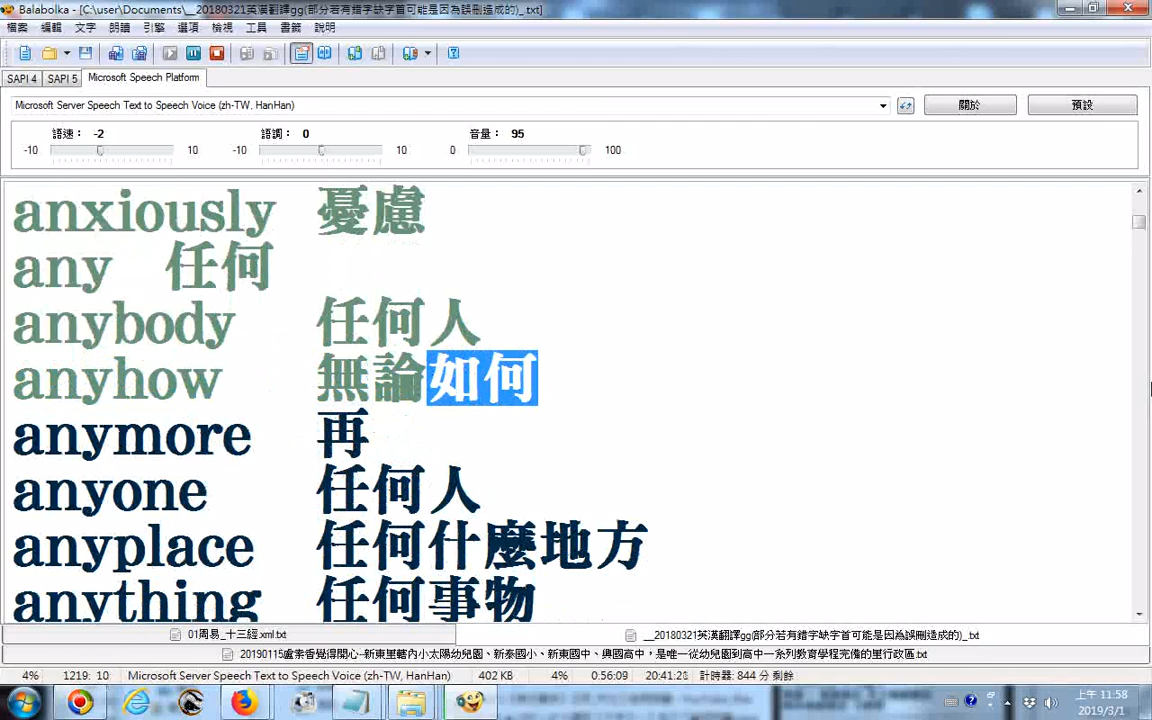 Balabolka - [C:\user\Documents\__20180321英漢翻譯gg(部分若有錯字缺字首可能是因為誤刪造成的)_.txt]
檔案 編輯 文字 朗讀 引擎 選項 檢視 工具 書籤 說明
SAPI 4 SAPI 5 Microsoft Speech Platform
Microsoft Server Speech Text to Speech Voice (zh-TW, HanHan) 關於 預設
語速： -2 語調： 0 音量： 95
-10 10 -10 10 0 100
anxiously 憂慮
any 任何
anybody 任何人
anyhow 無論如何
anymore 再
anyone 任何人
anyplace 任何什麼地方
anything 任何事物
01周易_十三經.xml.txt __20180321英漢翻譯gg(部分若有錯字缺字首可能是因為誤刪造成的)_.txt
20190115盧素香覺得開心-新東里轄內小太陽幼兒園、新泰國小、新東國中、興國高中，是唯一從幼兒園到高中一系列教育學程完備的里行政區.txt
4% 1219: 10 Microsoft Server Speech Text to Speech Voice (zh-TW, HanHan) 402 KB 4% 0:56:09 20:41:28 計時器: 844 分 剩餘
上午 11:58
2019/3/1